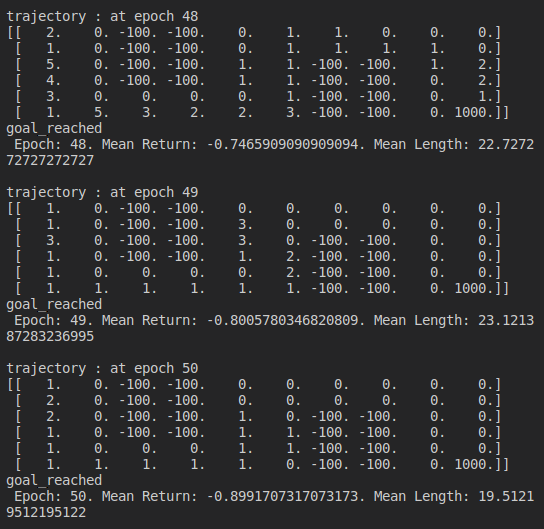 trajectory : at epoch 48
[[   2.    0. -100. -100.    0.    1.    1.    0.    0.    0.]
 [   1.    0. -100. -100.    0.    1.    1.    1.    1.    0.]
 [   5.    0. -100. -100.    1.    1. -100. -100.    1.    2.]
 [   4.    0. -100. -100.    1.    1. -100. -100.    0.    2.]
 [   3.    0.    0.    0.    0.    1. -100. -100.    0.    1.]
 [   1.    5.    3.    2.    2.    3. -100. -100.    0. 1000.]]
goal_reached
 Epoch: 48. Mean Return: -0.7465909090909094. Mean Length: 22.7272
72727272727
trajectory : at epoch 49
[[   1.    0. -100. -100.    0.    0.    0.    0.    0.    0.]
 [   1.    0. -100. -100.    3.    0.    0.    0.    0.    0.]
 [   3.    0. -100. -100.    3.    0. -100. -100.    0.    0.]
 [   1.    0. -100. -100.    1.    2. -100. -100.    0.    0.]
 [   1.    0.    0.    0.    0.    2. -100. -100.    0.    0.]
 [   1.    1.    1.    1.    1.    1. -100. -100.    0. 1000.]]
goal_reached
 Epoch: 49. Mean Return: -0.8005780346820809. Mean Length: 23.1213
87283236995
trajectory : at epoch 50
[[   1.    0. -100. -100.    0.    0.    0.    0.    0.    0.]
 [   2.    0. -100. -100.    0.    0.    0.    0.    0.    0.]
 [   2.    0. -100. -100.    1.    0. -100. -100.    0.    0.]
 [   1.    0. -100. -100.    1.    1. -100. -100.    0.    0.]
 [   1.    0.    0.    0.    1.    1. -100. -100.    0.    0.]
 [   1.    1.    1.    1.    1.    0. -100. -100.    0. 1000.]]
goal_reached
 Epoch: 50. Mean Return: -0.8991707317073173. Mean Length: 19.5121
9512195122